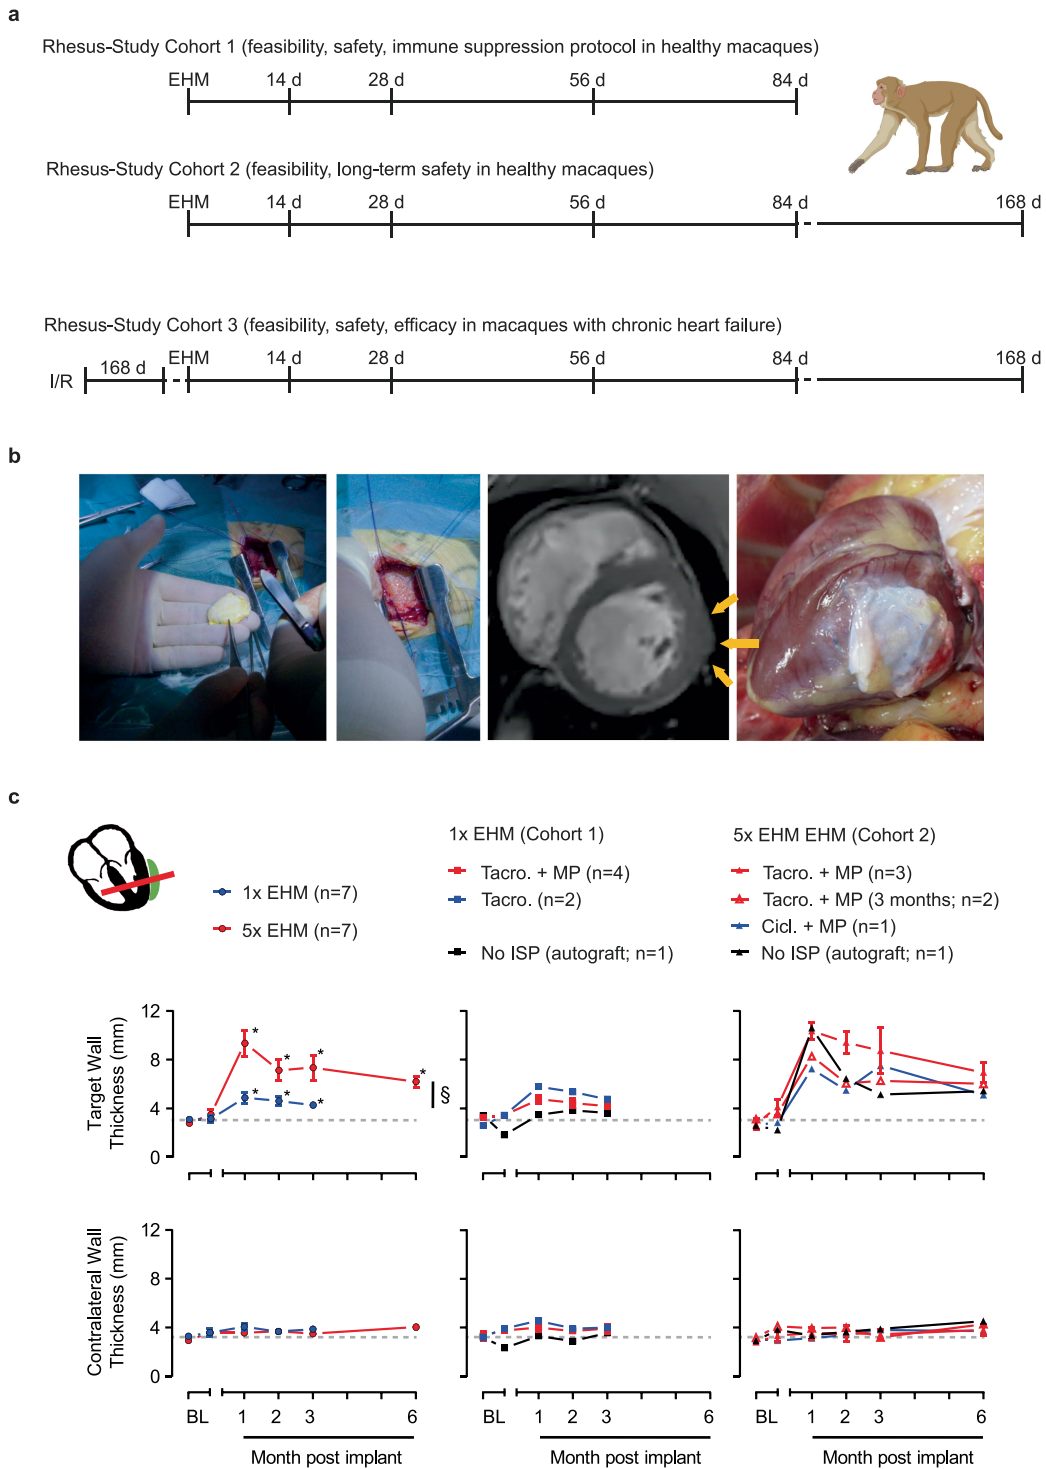 a
Rhesus-Study Cohort 1 (feasibility, safety, immune suppression protocol in healthy macaques)
EHM 14 d 28 d 56 d 84 d
Rhesus-Study Cohort 2 (feasibility, long-term safety in healthy macaques)
EHM 14 d 28 d 56 d 84 d 168 d
Rhesus-Study Cohort 3 (feasibility, safety, efficacy in macaques with chronic heart failure)
I/R 168 d EHM 14 d 28 d 56 d 84 d 168 d
b
c
1x EHM (n=7)
5x EHM (n=7)
1x EHM (Cohort 1)
Tacro. + MP (n=4)
Tacro. (n=2)
No ISP (autograft; n=1)
5x EHM EHM (Cohort 2)
Tacro. + MP (n=3)
Tacro. + MP (3 months; n=2)
Cicl. + MP (n=1)
No ISP (autograft; n=1)
Target Wall
Thickness (mm)
12
8
4
0
* * * *
* * *
§
Contralateral Wall
Thickness (mm)
12
8
4
0
BL 1 2 3 6
Month post implant
BL 1 2 3 6
Month post implant
BL 1 2 3 6
Month post implant